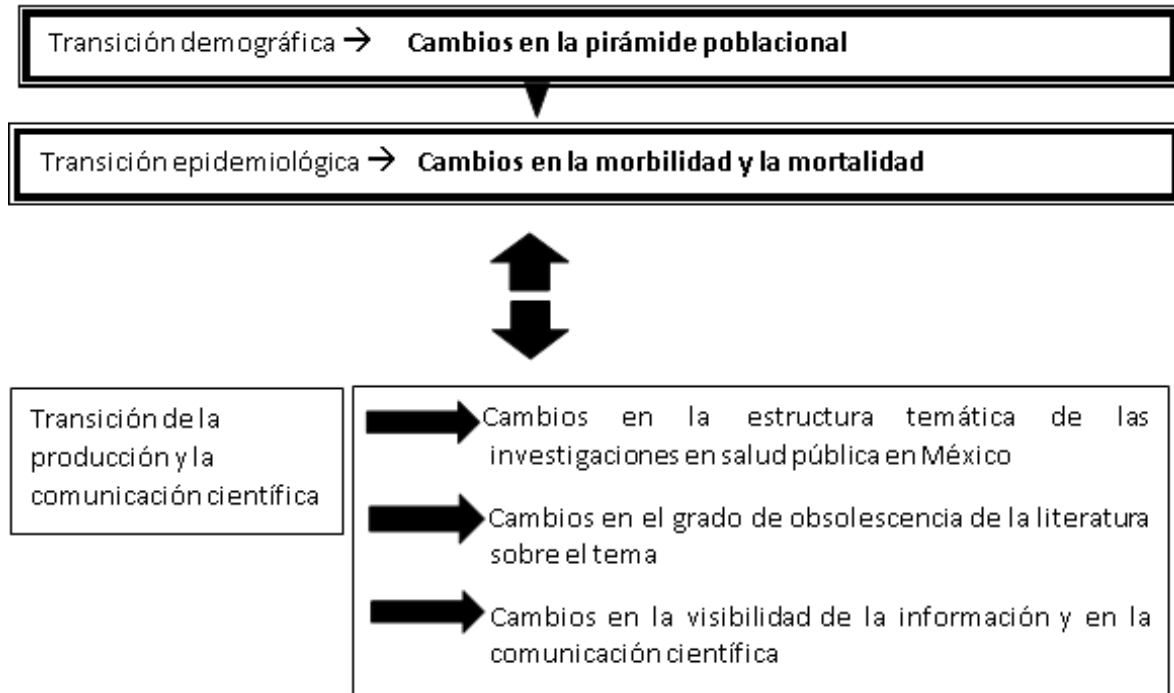 Transición demográfica → Cambios en la pirámide poblacional
Transición epidemiológica → Cambios en la morbilidad y la mortalidad
Transición de la
producción y la
comunicación científica
Cambios en la estructura temática de las
investigaciones en salud pública en México
Cambios en el grado de obsolescencia de la literatura
sobre el tema
Cambios en la visibilidad de la información y en la
comunicación científica